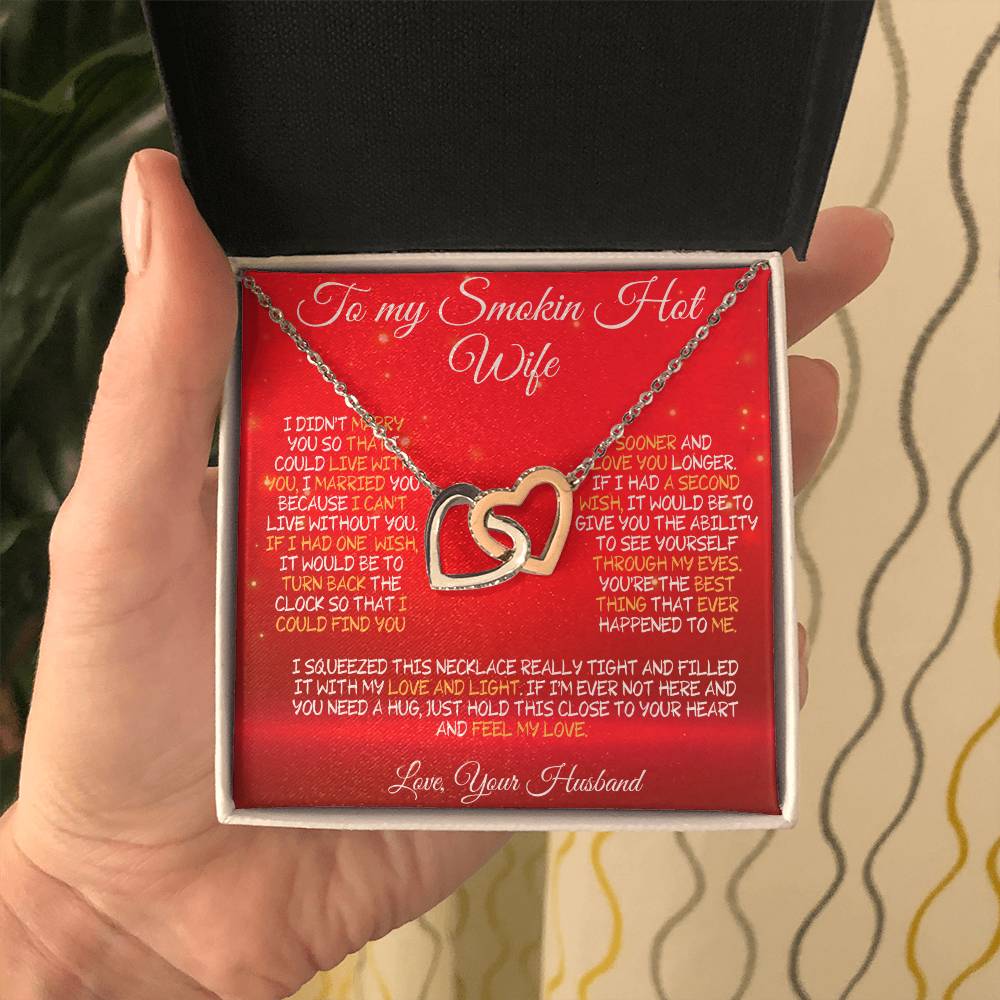 To my Smokin Hot
Wife
I DIDN'T MARRY
YOU SO THAT I
COULD LIVE WITH
YOU, I MARRIED YOU
BECAUSE I CAN'T
LIVE WITHOUT YOU.
IF I HAD ONE WISH,
IT WOULD BE TO
TURN BACK THE
CLOCK SO THAT I
COULD FIND YOU
SOONER AND
LOVE YOU LONGER.
IF I HAD A SECOND
WISH, IT WOULD BE TO
GIVE YOU THE ABILITY
TO SEE YOURSELF
THROUGH MY EYES.
YOU'RE THE BEST
THING THAT EVER
HAPPENED TO ME.
I SQUEEZED THIS NECKLACE REALLY TIGHT AND FILLED
IT WITH MY LOVE AND LIGHT. IF I'M EVER NOT HERE AND
YOU NEED A HUG, JUST HOLD THIS CLOSE TO YOUR HEART
AND FEEL MY LOVE.
Love, Your Husband